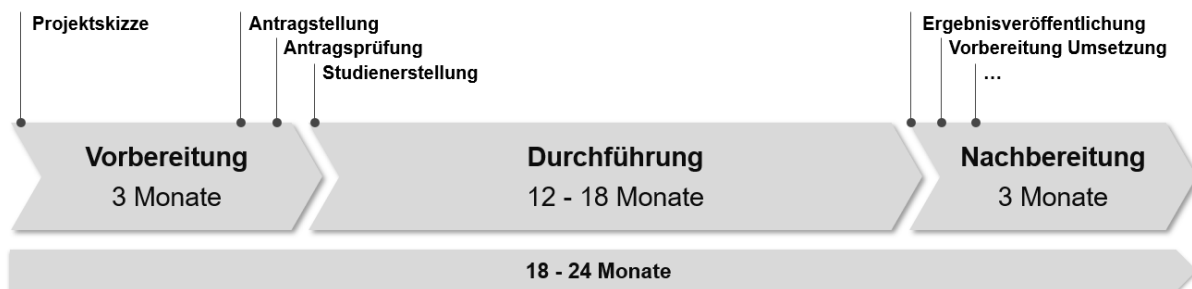 Projektskizze
Antragstellung
Antragsprüfung
Studienerstellung
Ergebnisveröffentlichung
Vorbereitung Umsetzung
...
Vorbereitung
3 Monate
Durchführung
12 - 18 Monate
Nachbereitung
3 Monate
18 - 24 Monate